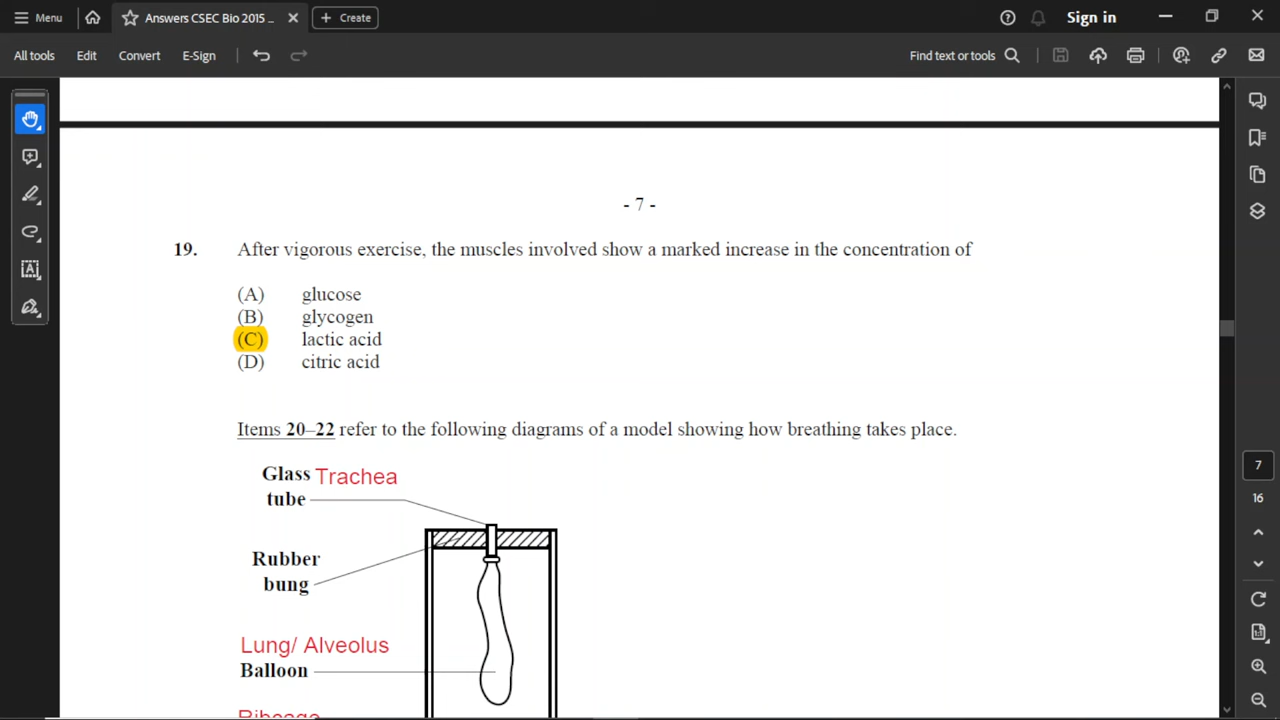 Menu
Answers CSEC Bio 2015 ...
Create
Sign in
All tools
Edit
Convert
E-Sign
Find text or tools
- 7 -
19. After vigorous exercise, the muscles involved show a marked increase in the concentration of
(A) glucose
(B) glycogen
(C) lactic acid
(D) citric acid
Items 20–22 refer to the following diagrams of a model showing how breathing takes place.
Glass Trachea
tube
Rubber
bung
Lung/ Alveolus
Balloon
Ribcage
7
16